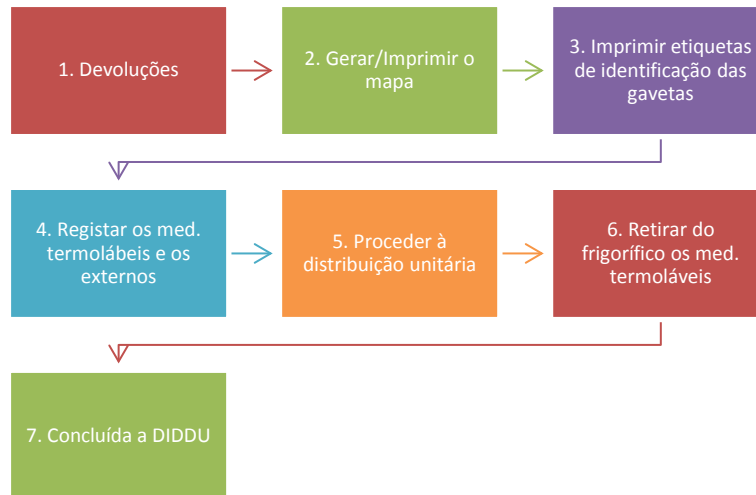 1. Devoluções
2. Gerar/Imprimir o
mapa
3. Imprimir etiquetas
de identificação das
gavetas
4. Registar os med.
termolábeis e os
externos
5. Proceder à
distribuição unitária
6. Retirar do
frigorífico os med.
termoláveis
7. Concluída a DIDDU